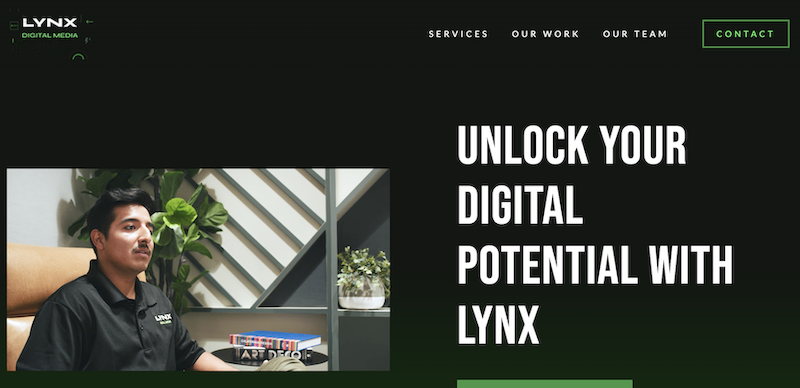 LYNX
DIGITAL MEDIA
SERVICES
OUR WORK
OUR TEAM
CONTACT
UNLOCK YOUR
DIGITAL
POTENTIAL WITH
LYNX
LYNX
ART DECO